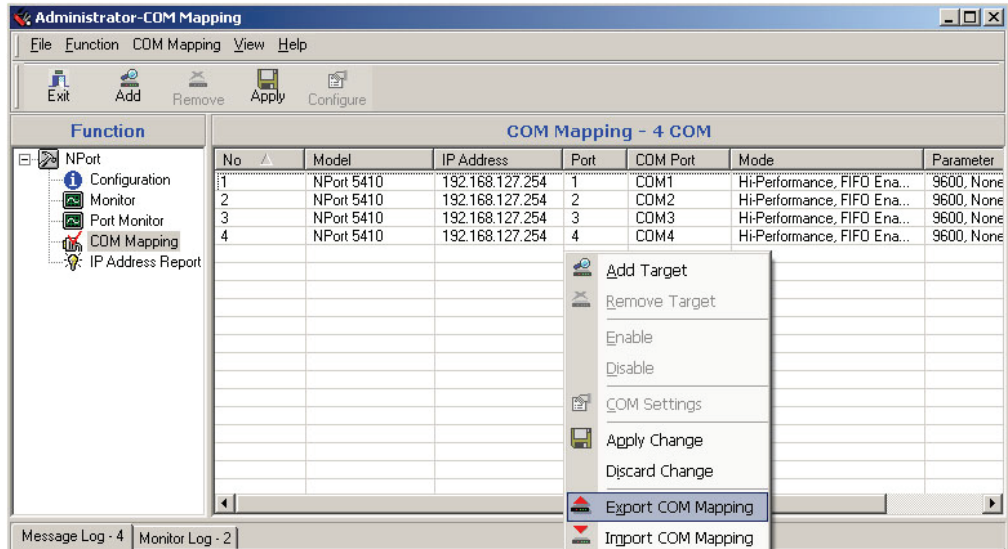 Administrator-COM Mapping
File Function COM Mapping View Help
Exit Add Remove Apply Configure
Function
COM Mapping - 4 COM
NPort
Configuration
Monitor
Port Monitor
COM Mapping
IP Address Report
No Model IP Address Port COM Port Mode Parameter
1 NPort 5410 192.168.127.254 1 COM1 Hi-Performance, FIFO Ena... 9600, None
2 NPort 5410 192.168.127.254 2 COM2 Hi-Performance, FIFO Ena... 9600, None
3 NPort 5410 192.168.127.254 3 COM3 Hi-Performance, FIFO Ena... 9600, None
4 NPort 5410 192.168.127.254 4 COM4 Hi-Performance, FIFO Ena... 9600, None
Add Target
Remove Target
Enable
Disable
COM Settings
Apply Change
Discard Change
Export COM Mapping
Import COM Mapping
Message Log - 4 Monitor Log - 2